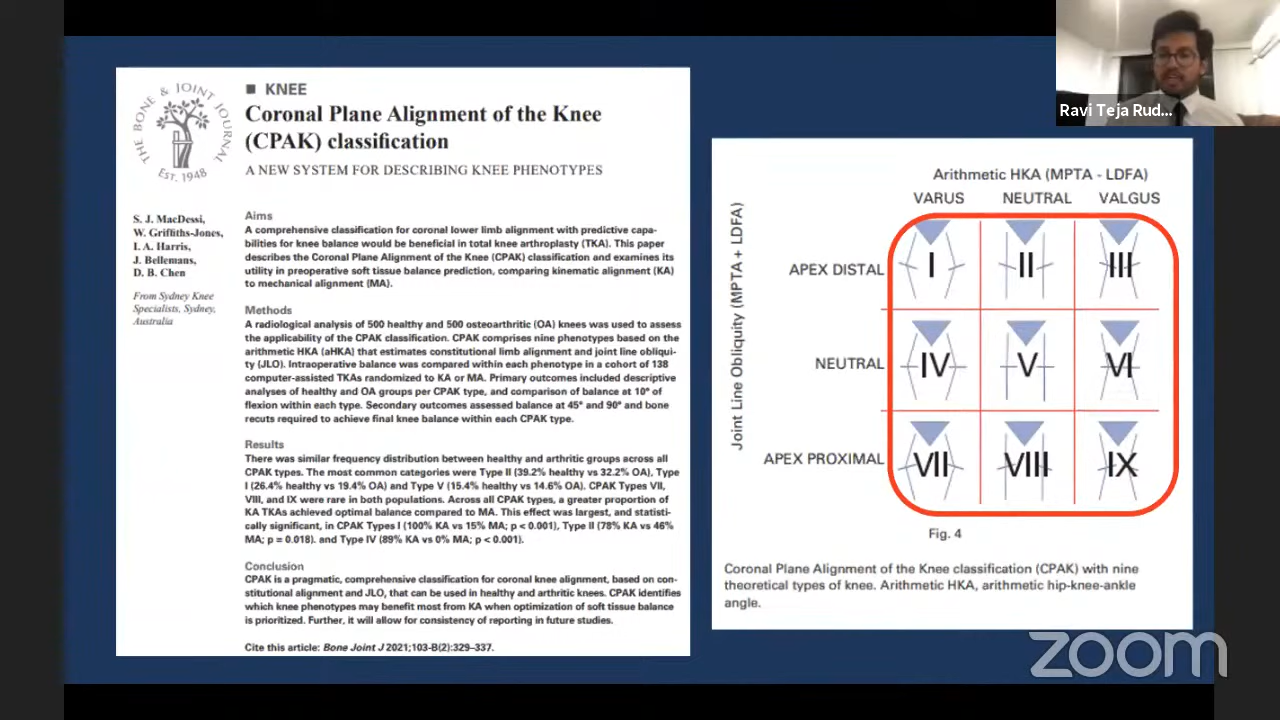 THE BONE & JOINT JOURNAL
EST. 1948
■ KNEE
Coronal Plane Alignment of the Knee
(CPAK) classification
A NEW SYSTEM FOR DESCRIBING KNEE PHENOTYPES
S. J. MacDessi,
W. Griffiths-Jones,
I. A. Harris,
J. Bellemans,
D. B. Chen
From Sydney Knee
Specialists, Sydney,
Australia
Aims
A comprehensive classification for coronal lower limb alignment with predictive capa-
bilities for knee balance would be beneficial in total knee arthroplasty (TKA). This paper
describes the Coronal Plane Alignment of the Knee (CPAK) classification and examines its
utility in preoperative soft tissue balance prediction, comparing kinematic alignment (KA)
to mechanical alignment (MA).
Methods
A radiological analysis of 500 healthy and 500 osteoarthritic (OA) knees was used to assess
the applicability of the CPAK classification. CPAK comprises nine phenotypes based on the
arithmetic HKA (aHKA) that estimates constitutional limb alignment and joint line obliqui-
ty (JLO). Intraoperative balance was compared within each phenotype in a cohort of 138
computer-assisted TKAs randomized to KA or MA. Primary outcomes included descriptive
analyses of healthy and OA groups per CPAK type, and comparison of balance at 10° of
flexion within each type. Secondary outcomes assessed balance at 45° and 90° and bone
recuts required to achieve final knee balance within each CPAK type.
Results
There was similar frequency distribution between healthy and arthritic groups across all
CPAK types. The most common categories were Type II (39.2% healthy vs 32.2% OA), Type
I (26.4% healthy vs 19.4% OA) and Type V (15.4% healthy vs 14.6% OA). CPAK Types VII,
VIII, and IX were rare in both populations. Across all CPAK types, a greater proportion of
KA TKAs achieved optimal balance compared to MA. This effect was largest, and statisti-
cally significant, in CPAK Types I (100% KA vs 15% MA; p < 0.001), Type II (78% KA vs 46%
MA; p = 0.018). and Type IV (89% KA vs 0% MA; p < 0.001).
Conclusion
CPAK is a pragmatic, comprehensive classification for coronal knee alignment, based on con-
stitutional alignment and JLO, that can be used in healthy and arthritic knees. CPAK identifies
which knee phenotypes may benefit most from KA when optimization of soft tissue balance
is prioritized. Further, it will allow for consistency of reporting in future studies.
Cite this article: Bone Joint J 2021;103-B(2):329–337.
Arithmetic HKA (MPTA - LDFA)
VARUS NEUTRAL VALGUS
Joint Line Obliquity (MPTA + LDFA)
APEX DISTAL I II III
NEUTRAL IV V VI
APEX PROXIMAL VII VIII IX
Fig. 4
Coronal Plane Alignment of the Knee classification (CPAK) with nine
theoretical types of knee. Arithmetic HKA, arithmetic hip-knee-ankle
angle.
Ravi Teja Rud...
zoom